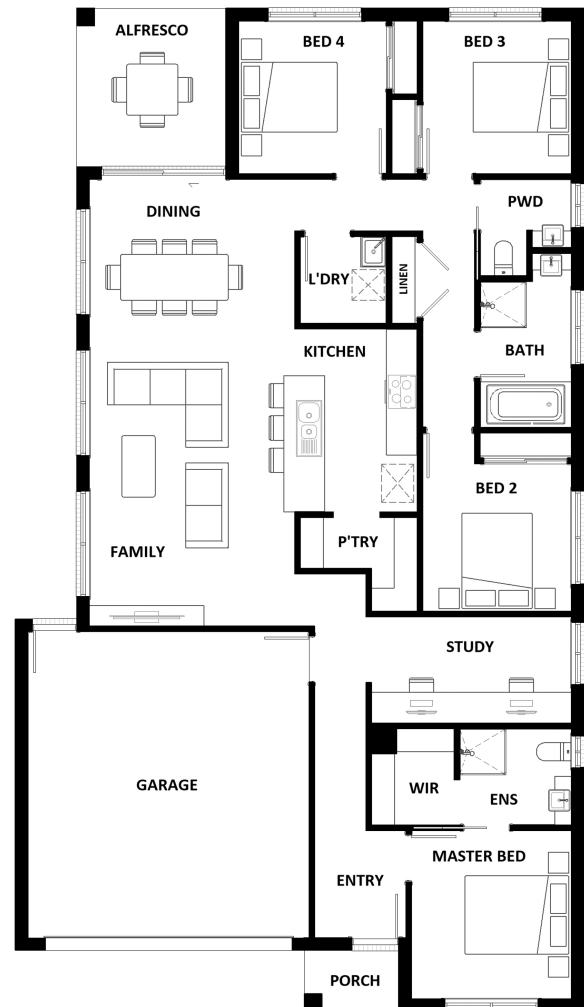 ALFRESCO
BED 4
BED 3
DINING
PWD
L'DRY
LINEN
KITCHEN
BATH
BED 2
P'TRY
FAMILY
STUDY
GARAGE
WIR
ENS
MASTER BED
ENTRY
PORCH